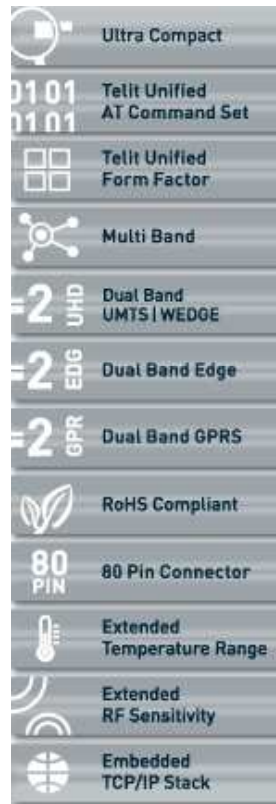 Ultra Compact
0101
0101
Telit Unified
AT Command Set
Telit Unified
Form Factor
Multi Band
=2 UHD
Dual Band
UMTS | WEDGE
=2 EDG
Dual Band Edge
=2 GPR
Dual Band GPRS
RoHS Compliant
80
PIN
80 Pin Connector
Extended
Temperature Range
Extended
RF Sensitivity
Embedded
TCP/IP Stack